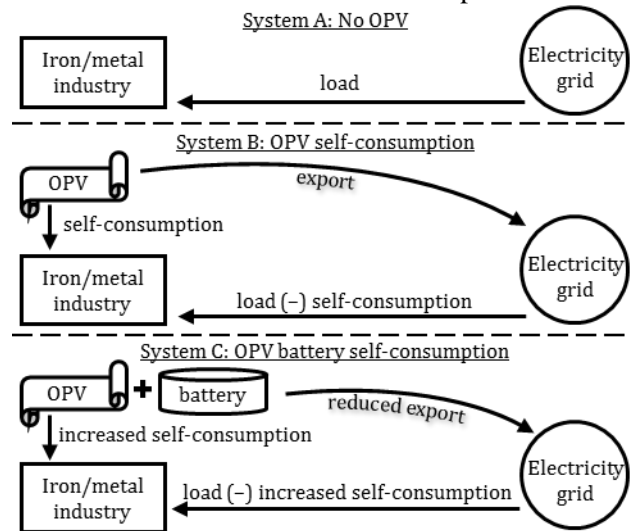 System A: No OPV
Iron/metal
industry
load
Electricity
grid
System B: OPV self-consumption
OPV
export
self-consumption
Iron/metal
industry
load (−) self-consumption
Electricity
grid
System C: OPV battery self-consumption
OPV
+
battery
reduced export
increased self-consumption
Iron/metal
industry
load (−) increased self-consumption
Electricity
grid